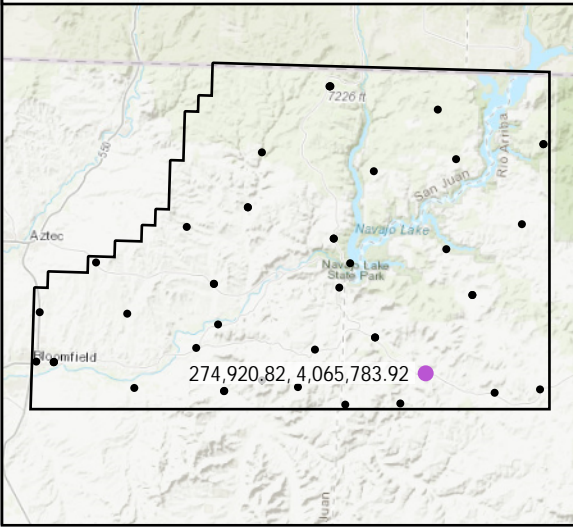 7226 ft
550
Rio Arriba
San Juan
Aztec
Navajo Lake
Navajo Lake
State Park
Bloomfield
274,920.82, 4,065,783.92
Juan